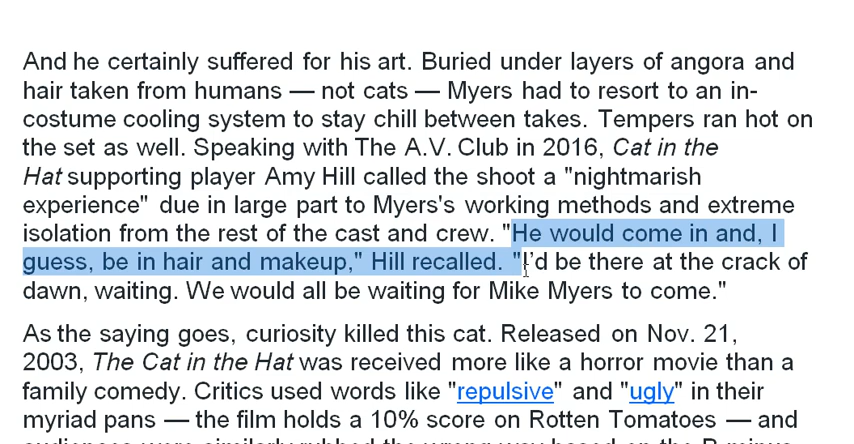 And he certainly suffered for his art. Buried under layers of angora and
hair taken from humans — not cats — Myers had to resort to an in-
costume cooling system to stay chill between takes. Tempers ran hot on
the set as well. Speaking with The A.V. Club in 2016, Cat in the
Hat supporting player Amy Hill called the shoot a "nightmarish
experience" due in large part to Myers's working methods and extreme
isolation from the rest of the cast and crew. "He would come in and, I
guess, be in hair and makeup," Hill recalled. "I'd be there at the crack of
dawn, waiting. We would all be waiting for Mike Myers to come."
As the saying goes, curiosity killed this cat. Released on Nov. 21,
2003, The Cat in the Hat was received more like a horror movie than a
family comedy. Critics used words like "repulsive" and "ugly" in their
myriad pans — the film holds a 10% score on Rotten Tomatoes — and